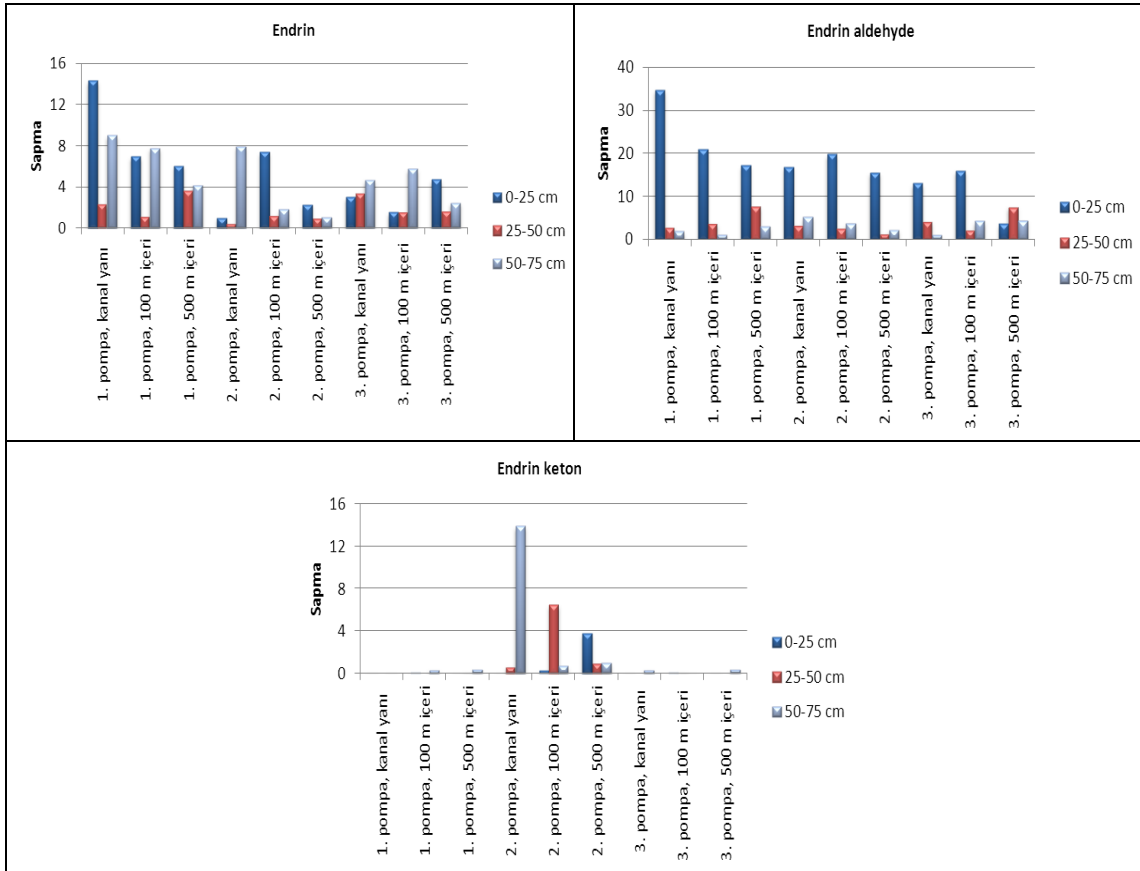 Endrin
16
12
8
4
0
Sapma
1. pompa, kanal yanı
1. pompa, 100 m içeri
1. pompa, 500 m içeri
2. pompa, kanal yanı
2. pompa, 100 m içeri
2. pompa, 500 m içeri
3. pompa, kanal yanı
3. pompa, 100 m içeri
3. pompa, 500 m içeri
0-25 cm
25-50 cm
50-75 cm
Endrin aldehyde
40
30
20
10
0
Sapma
1. pompa, kanal yanı
1. pompa, 100 m içeri
1. pompa, 500 m içeri
2. pompa, kanal yanı
2. pompa, 100 m içeri
2. pompa, 500 m içeri
3. pompa, kanal yanı
3. pompa, 100 m içeri
3. pompa, 500 m içeri
0-25 cm
25-50 cm
50-75 cm
Endrin keton
16
12
8
4
0
Sapma
1. pompa, kanal yanı
1. pompa, 100 m içeri
1. pompa, 500 m içeri
2. pompa, kanal yanı
2. pompa, 100 m içeri
2. pompa, 500 m içeri
3. pompa, kanal yanı
3. pompa, 100 m içeri
3. pompa, 500 m içeri
0-25 cm
25-50 cm
50-75 cm